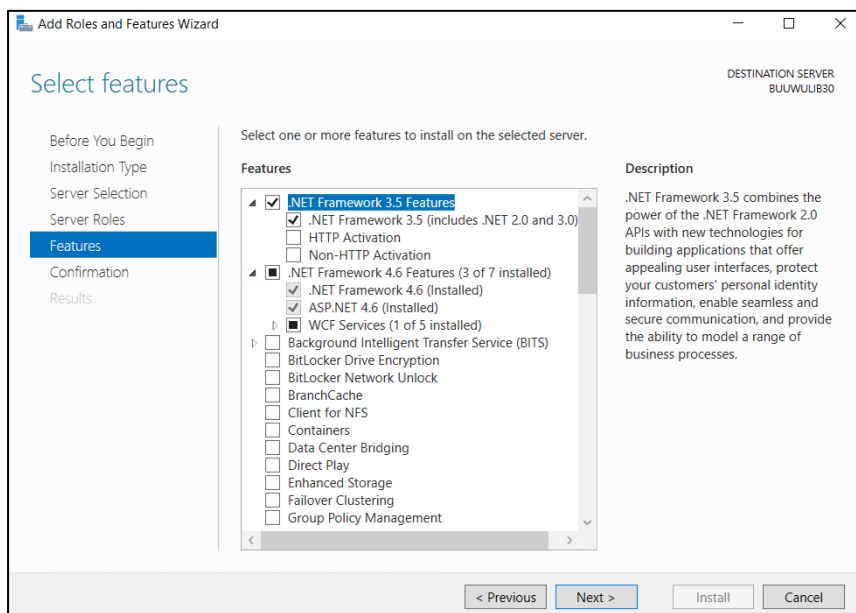 Add Roles and Features Wizard
Select features
DESTINATION SERVER
BUUWULIB30
Before You Begin
Installation Type
Server Selection
Server Roles
Features
Confirmation
Results
Select one or more features to install on the selected server.
Features
.NET Framework 3.5 Features
.NET Framework 3.5 (includes .NET 2.0 and 3.0)
HTTP Activation
Non-HTTP Activation
.NET Framework 4.6 Features (3 of 7 installed)
.NET Framework 4.6 (Installed)
ASP.NET 4.6 (Installed)
WCF Services (1 of 5 installed)
Background Intelligent Transfer Service (BITS)
BitLocker Drive Encryption
BitLocker Network Unlock
BranchCache
Client for NFS
Containers
Data Center Bridging
Direct Play
Enhanced Storage
Failover Clustering
Group Policy Management
Description
.NET Framework 3.5 combines the
power of the .NET Framework 2.0
APIs with new technologies for
building applications that offer
appealing user interfaces, protect
your customers' personal identity
information, enable seamless and
secure communication, and provide
the ability to model a range of
business processes.
< Previous
Next >
Install
Cancel